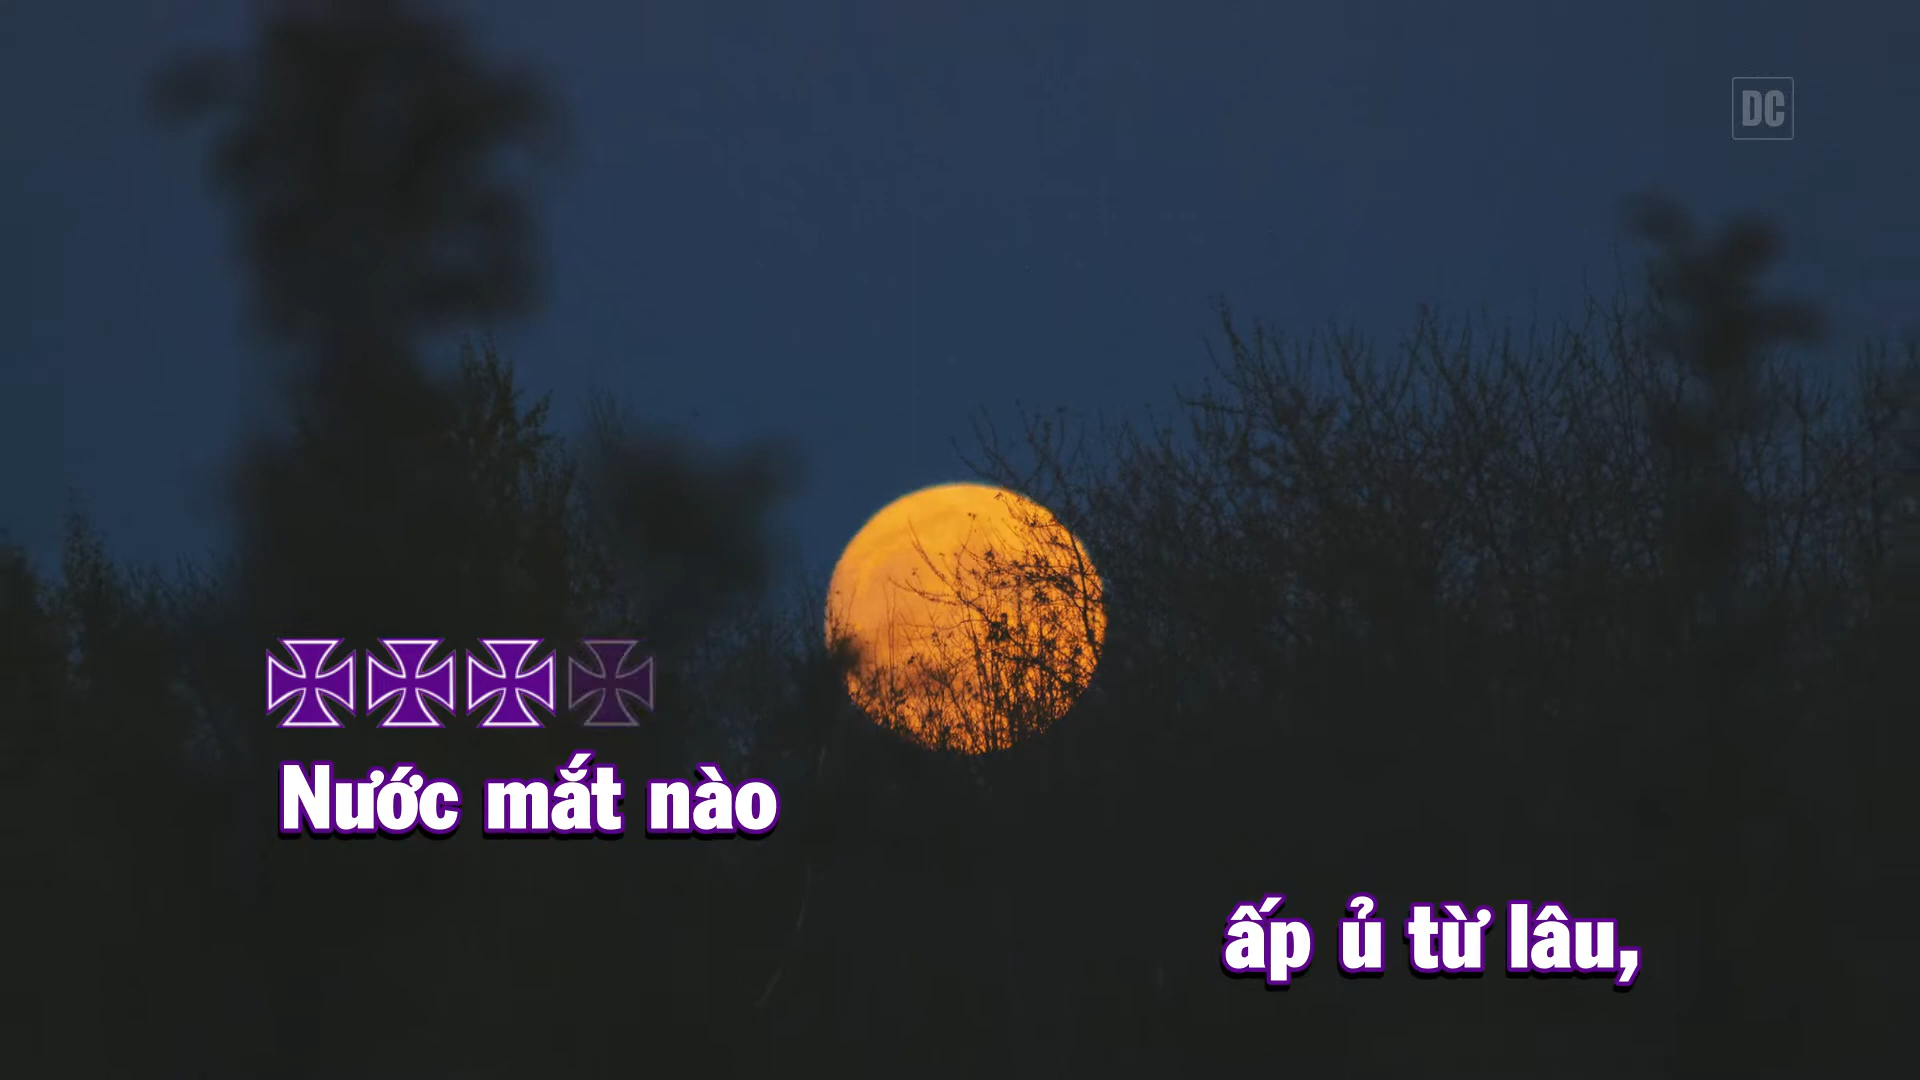 DC
Nước mắt nào
ấp ủ từ lâu,